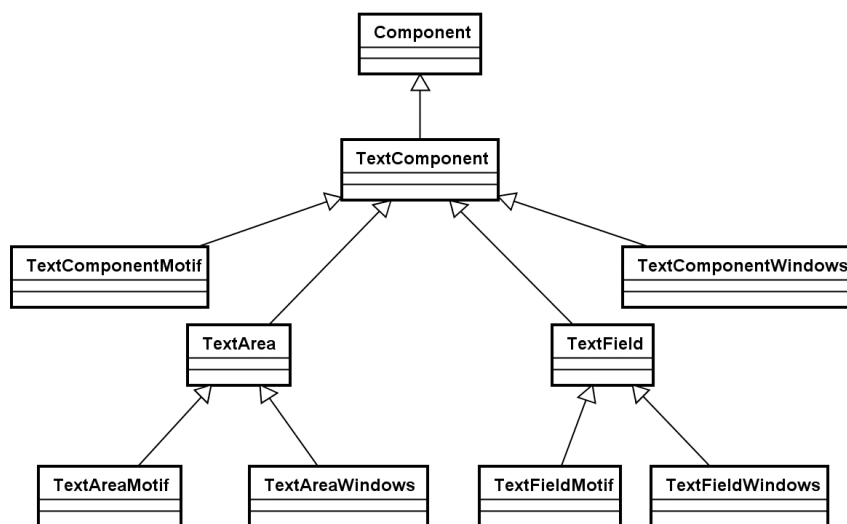 Component
TextComponent
TextComponentMotif
TextComponentWindows
TextArea
TextField
TextAreaMotif
TextAreaWindows
TextFieldMotif
TextFieldWindows